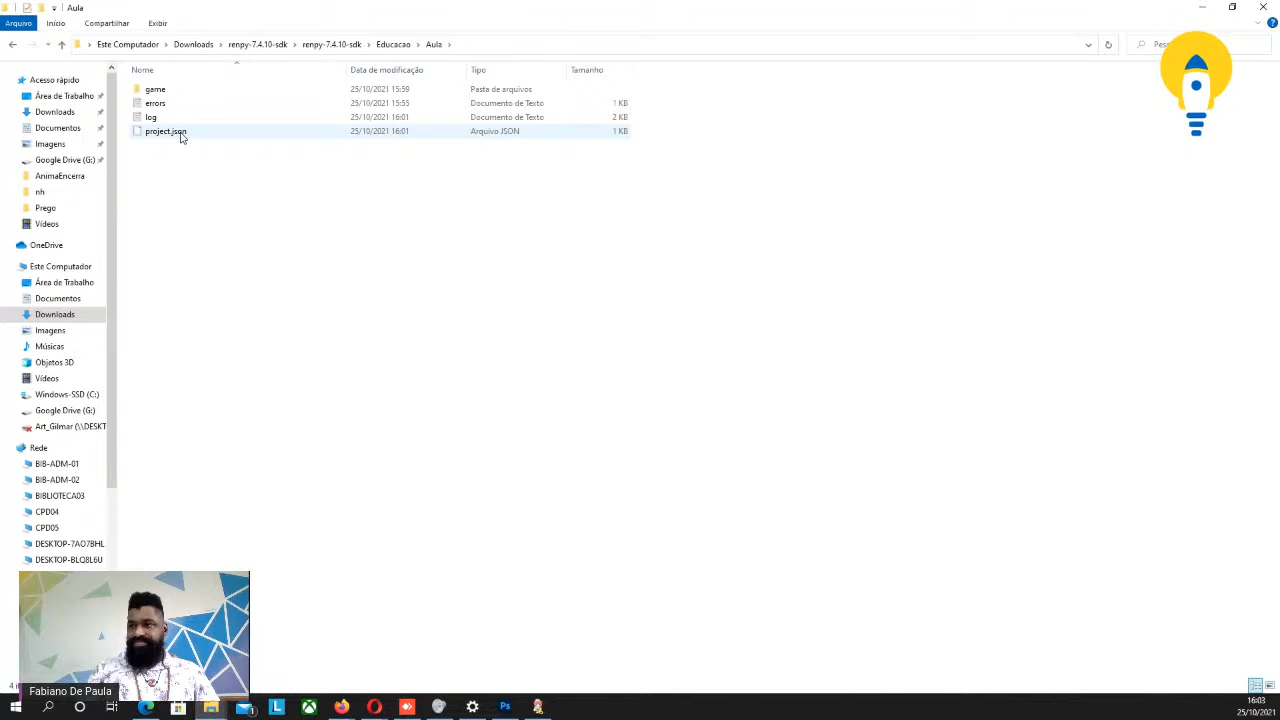 Aula
Arquivo Início Compartilhar Exibir
Este Computador > Downloads > renpy-7.4.10-sdk > renpy-7.4.10-sdk > Educacao > Aula >
Nome Data de modificação Tipo Tamanho
game 25/10/2021 15:59 Pasta de arquivos
errors 25/10/2021 15:55 Documento de Texto 1 KB
log 25/10/2021 16:01 Documento de Texto 2 KB
project.json 25/10/2021 16:01 Arquivo JSON 1 KB
Acesso rápido
Área de Trabalho
Downloads
Documentos
Imagens
Google Drive (G:)
AnimaEncerra
nh
Prego
Vídeos
OneDrive
Este Computador
Área de Trabalho
Documentos
Downloads
Imagens
Músicas
Objetos 3D
Vídeos
Windows-SSD (C:)
Google Drive (G:)
Art_Gilmar (\\DESKT
Rede
BIB-ADM-01
BIB-ADM-02
BIBLIOTECA03
CPD04
CPD05
DESKTOP-7AO7BHL
DESKTOP-BLQ8L6U
Fabiano De Paula
16:03
25/10/2021